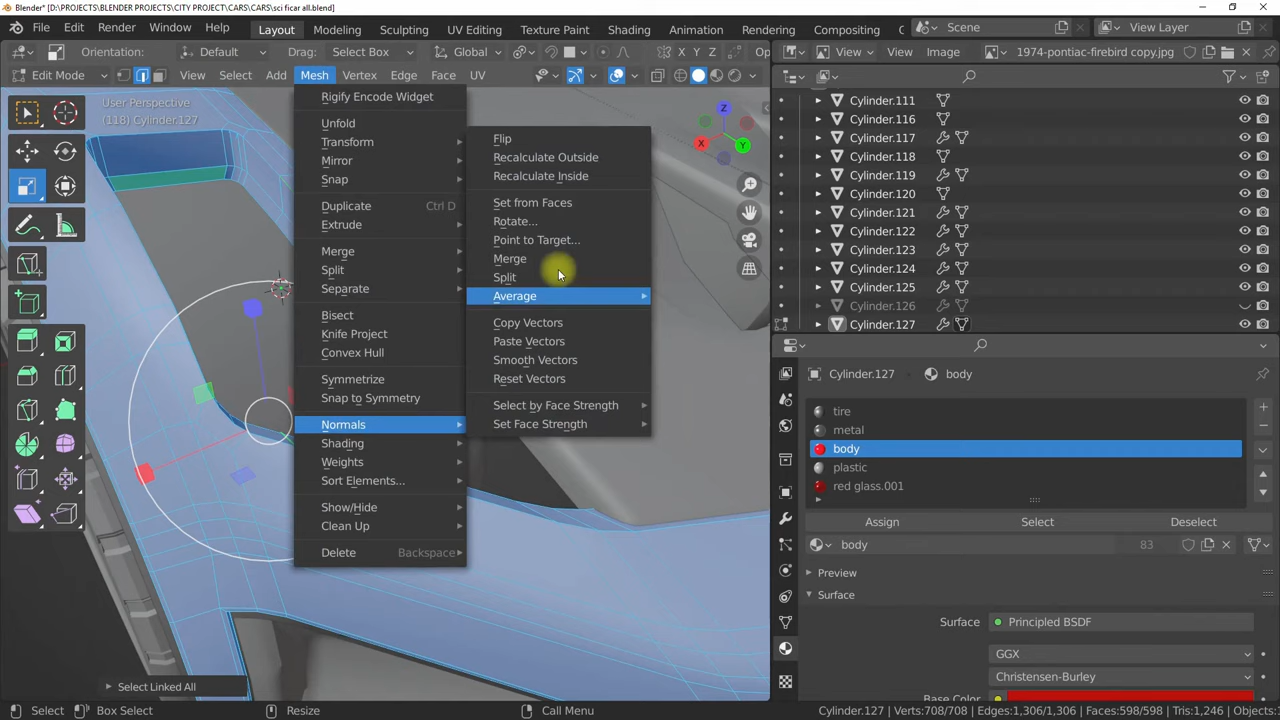 Blender* [D:\PROJECTS\BLENDER PROJECTS\CITY PROJECT\CARS\CARS\sci ficar all.blend]
File Edit Render Window Help Layout Modeling Sculpting UV Editing Texture Paint Shading Animation Rendering Compositing Scene View Layer
Orientation: Default Drag: Select Box Global X Y Z Op View View Image 1974-pontiac-firebird copy.jpg
Edit Mode View Select Add Mesh Vertex Edge Face UV
User Perspective
(118) Cylinder.127
Rigify Encode Widget
Unfold
Transform
Mirror
Snap
Duplicate Ctrl D
Extrude
Merge
Split
Separate
Bisect
Knife Project
Convex Hull
Symmetrize
Snap to Symmetry
Normals
Shading
Weights
Sort Elements...
Show/Hide
Clean Up
Delete Backspace
Flip
Recalculate Outside
Recalculate Inside
Set from Faces
Rotate...
Point to Target...
Merge
Split
Average
Copy Vectors
Paste Vectors
Smooth Vectors
Reset Vectors
Select by Face Strength
Set Face Strength
Z
X Y
Cylinder.111
Cylinder.116
Cylinder.117
Cylinder.118
Cylinder.119
Cylinder.120
Cylinder.121
Cylinder.122
Cylinder.123
Cylinder.124
Cylinder.125
Cylinder.126
Cylinder.127
Cylinder.127 body
tire
metal
body
plastic
red glass.001
Assign Select Deselect
body 83
Preview
Surface
Surface Principled BSDF
GGX
Christensen-Burley
Base Color
Select Linked All
Select Box Select Resize Call Menu Cylinder.127 | Verts:708/708 | Edges:1,306/1,306 | Faces:598/598 | Tris:1,246 | Objects: